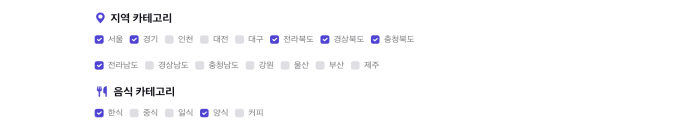 지역 카테고리
서울 경기 인천 대전 대구 전라북도 경상북도 충청북도
전라남도 경상남도 충청남도 강원 울산 부산 제주
음식 카테고리
한식 중식 일식 양식 커피